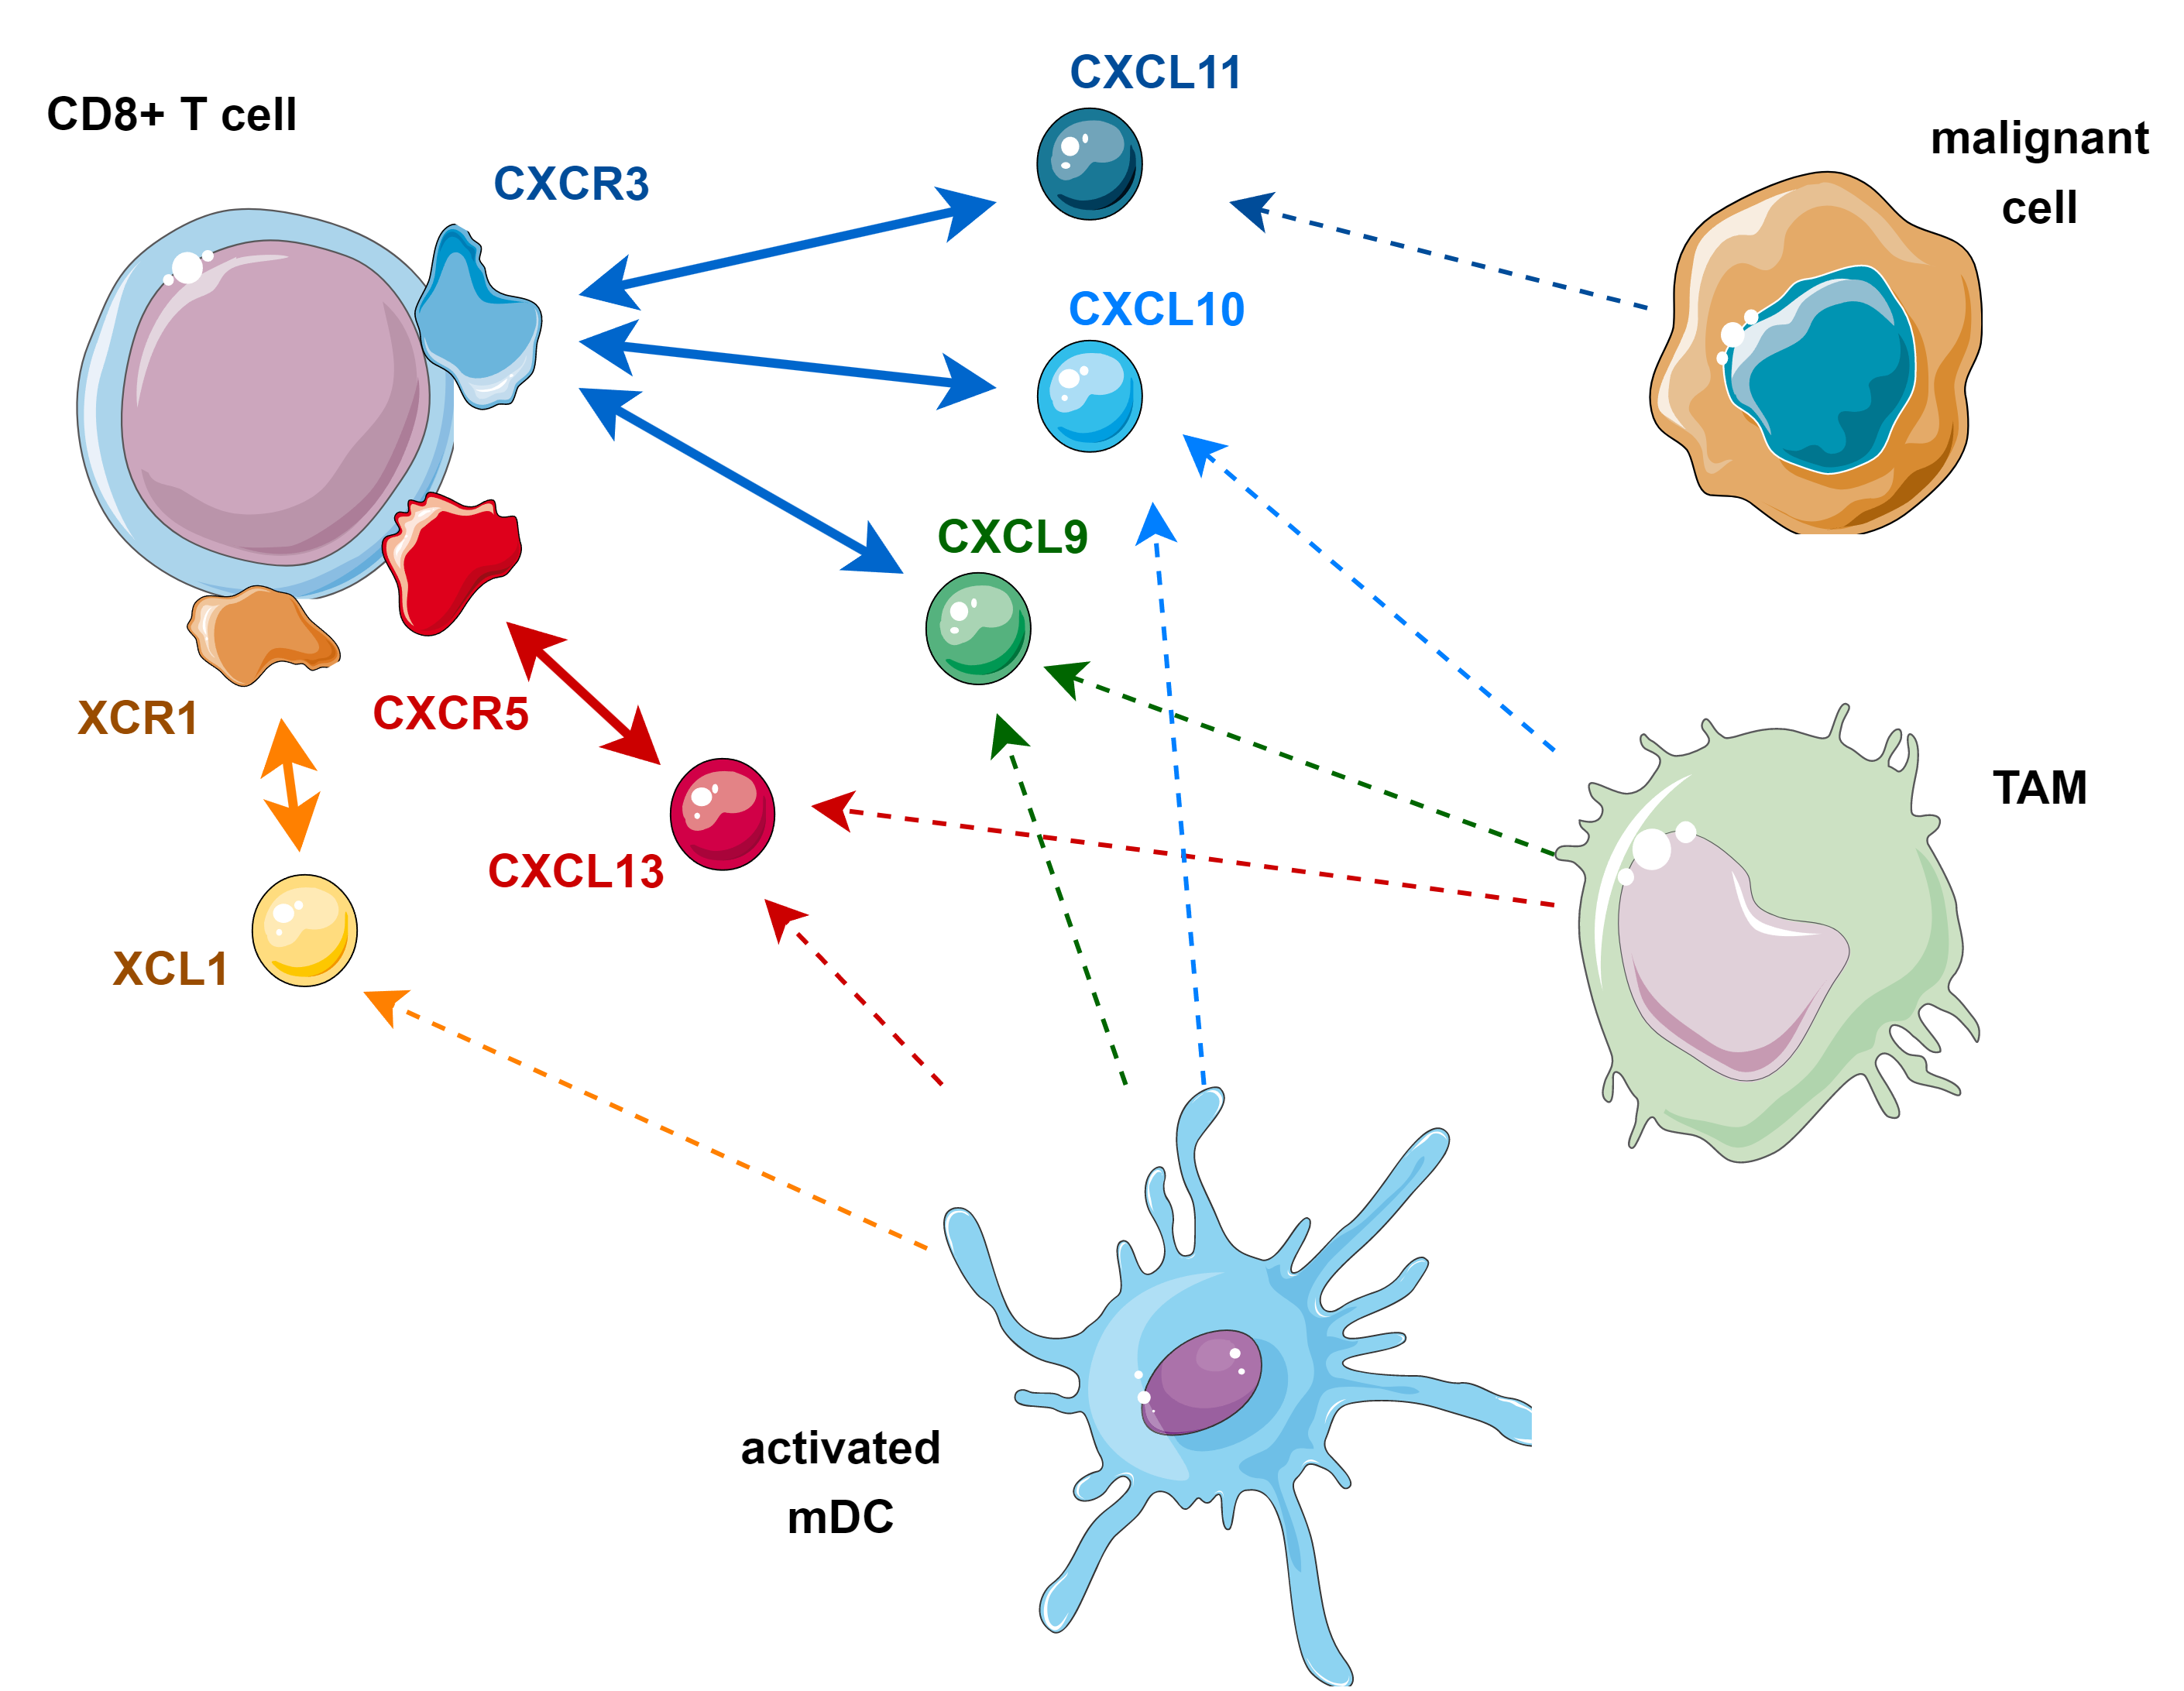 CXCL11
CD8+ T cell
malignant
cell
CXCR3
CXCL10
CXCL9
XCR1
CXCR5
TAM
CXCL13
XCL1
activated
mDC